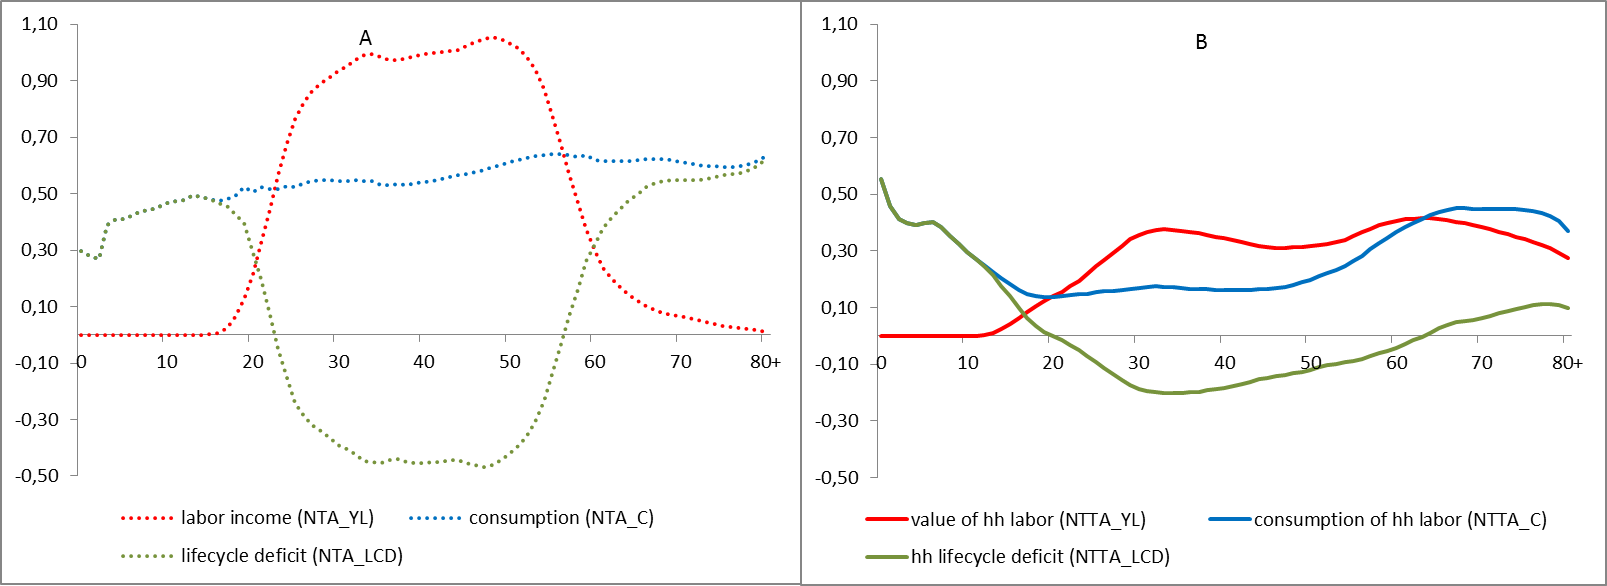 A
1,10
0,90
0,70
0,50
0,30
0,10
-0,10
-0,30
-0,50
0 10 20 30 40 50 60 70 80+
labor income (NTA_YL) consumption (NTA_C)
lifecycle deficit (NTA_LCD)
B
1,10
0,90
0,70
0,50
0,30
0,10
-0,10
-0,30
-0,50
0 10 20 30 40 50 60 70 80+
value of hh labor (NTTA_YL) consumption of hh labor (NTTA_C)
hh lifecycle deficit (NTTA_LCD)